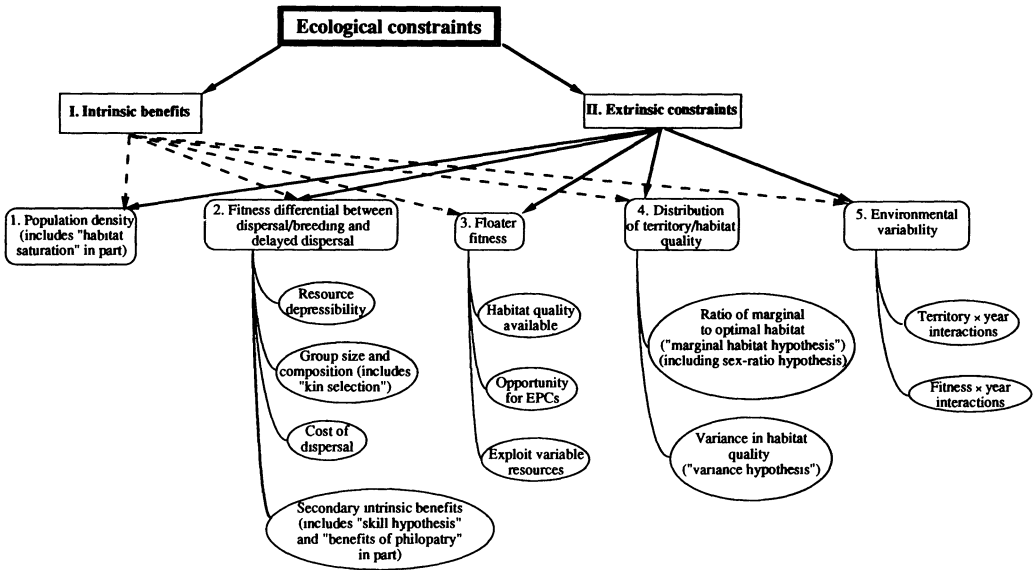 Ecological constraints
I. Intrinsic benefits
II. Extrinsic constraints
1. Population density
(includes "habitat
saturation" in part)
2. Fitness differential between
dispersal/breeding and
delayed dispersal
3. Floater
fitness
4. Distribution
of territory/habitat
quality
5. Environmental
variability
Resource
depressibility
Group size and
composition (includes
"kin selection")
Cost of
dispersal
Secondary intrinsic benefits
(includes "skill hypothesis"
and "benefits of philopatry"
in part)
Habitat quality
available
Opportunity
for EPCs
Exploit variable
resources
Ratio of marginal
to optimal habitat
("marginal habitat hypothesis")
(including sex-ratio hypothesis)
Variance in habitat
quality
("variance hypothesis")
Territory × year
interactions
Fitness × year
interactions